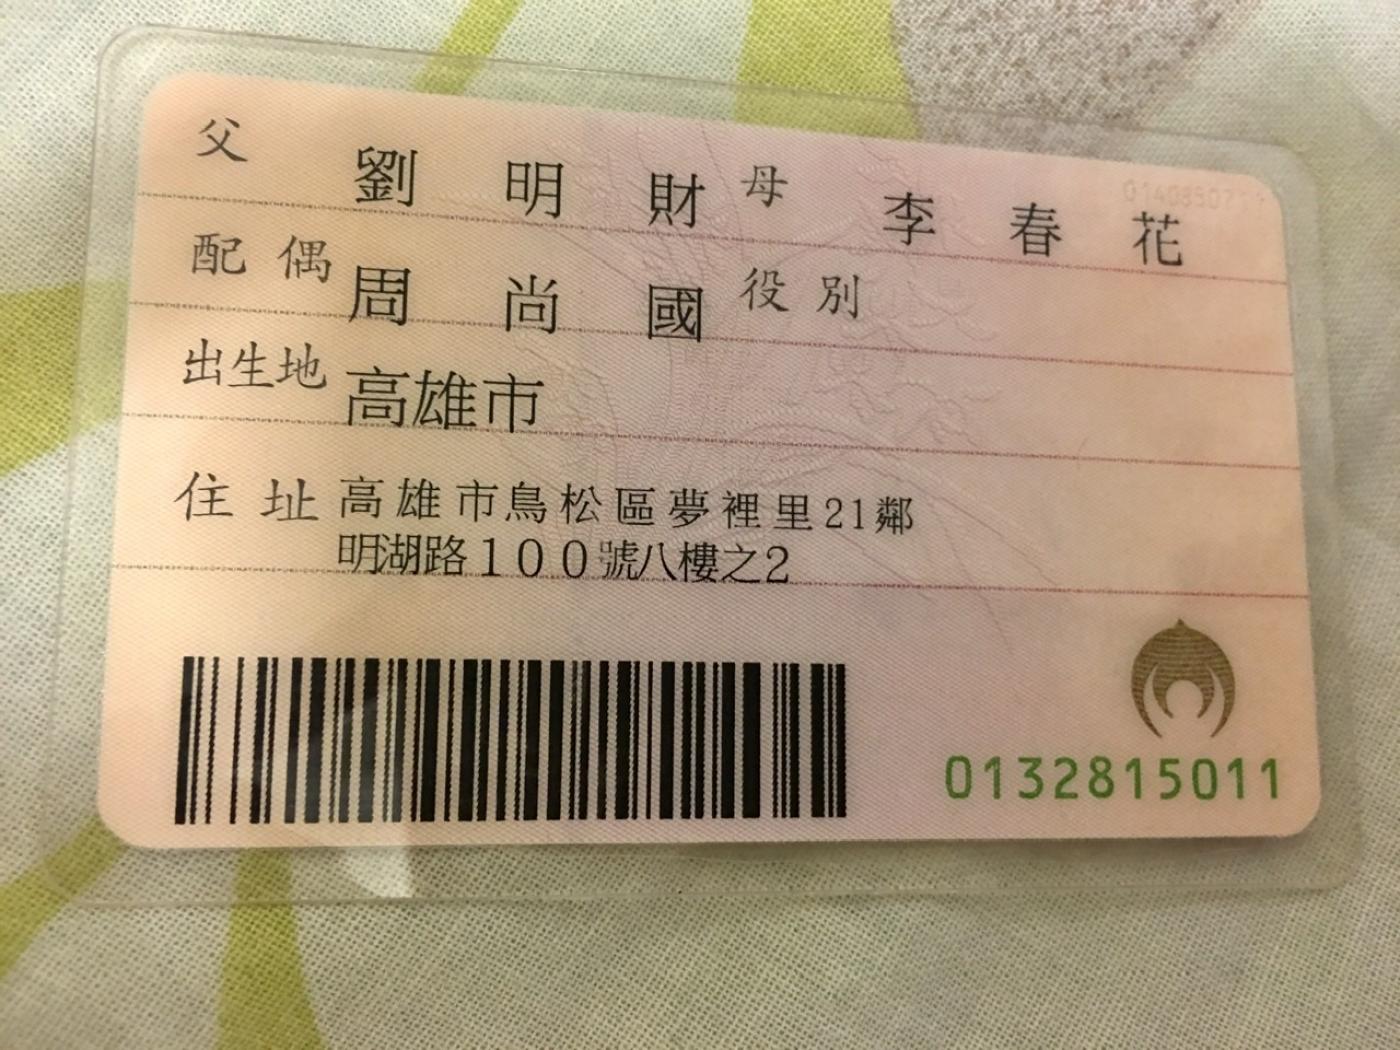 父 劉明財 母 李春花
配偶 周尚國 役別
出生地 高雄市
住址 高雄市鳥松區夢裡里21鄰
明湖路100號八樓之2
0132815011